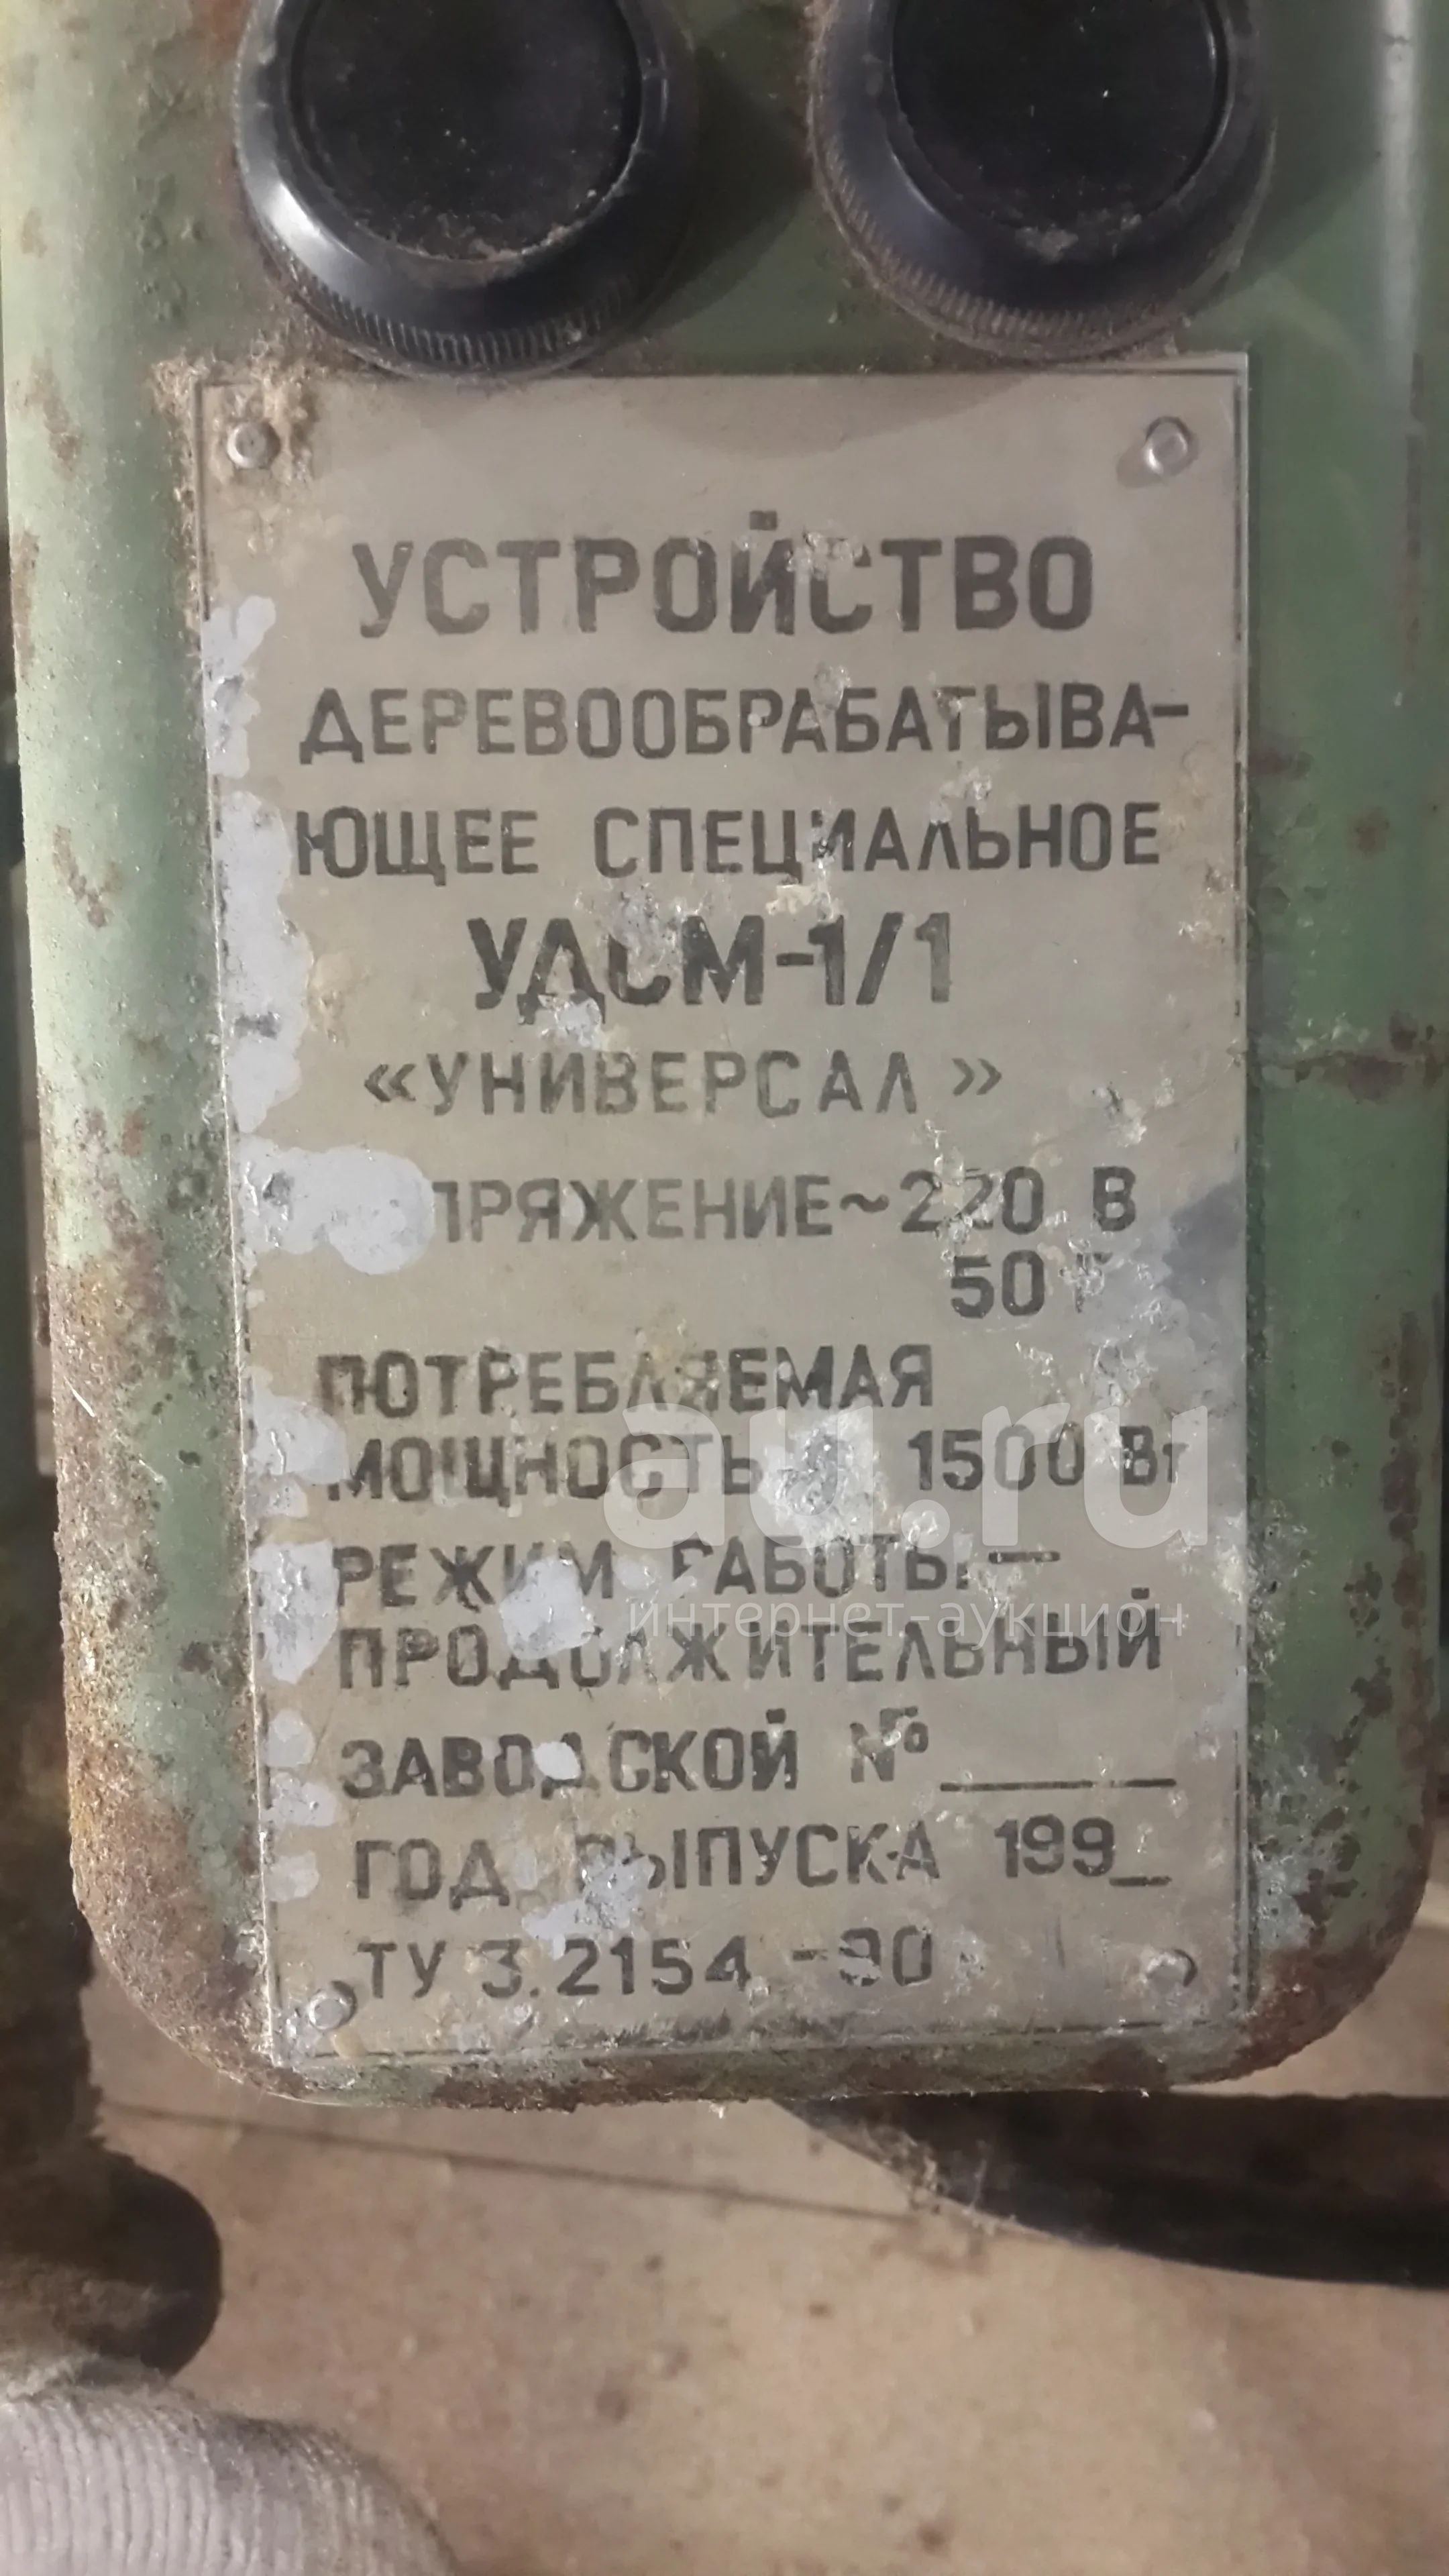 УСТРОЙСТВО
ДЕРЕВООБРАБАТЫВА-
ЮЩЕЕ СПЕЦИАЛЬНОЕ
УДСМ-1/1
«УНИВЕРСАЛ»
ПРЯЖЕНИЕ~220 В
50 Г
ПОТРЕБЛЯЕМАЯ
МОЩНОСТЬ 1500 Вт
au.ru
РЕЖИМ РАБОТЫ—
интернет-аукцион
ПРОДОЛЖИТЕЛЬНЫЙ
ЗАВОДСКОЙ № ____
ГОД ВЫПУСКА 199_
ТУ 3.2154-90